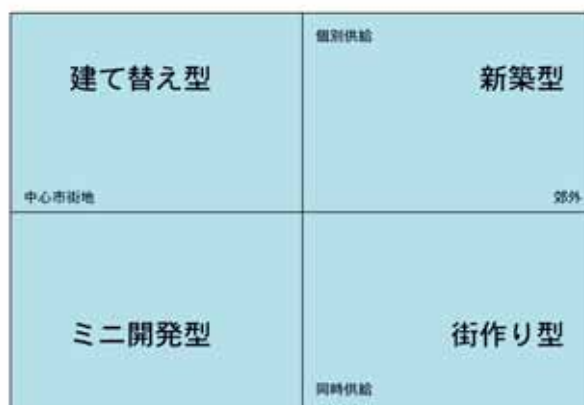 個別供給
建て替え型
新築型
中心市街地
郊外
ミニ開発型
街作り型
同時供給